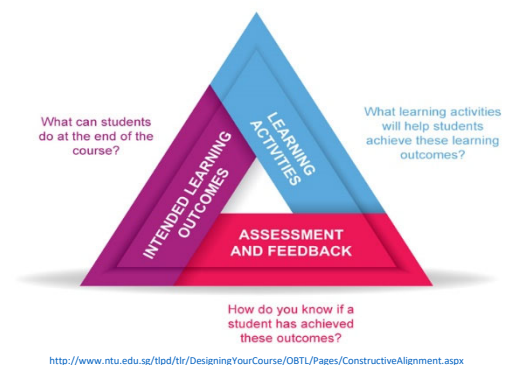 What can students
do at the end of the
course?
INTENDED LEARNING
OUTCOMES
LEARNING
ACTIVITIES
What learning activities
will help students
achieve these learning
outcomes?
ASSESSMENT
AND FEEDBACK
How do you know if a
student has achieved
these outcomes?
http://www.ntu.edu.sg/tlpd/tlr/DesigningYourCourse/OBTL/Pages/ConstructiveAlignment.aspx